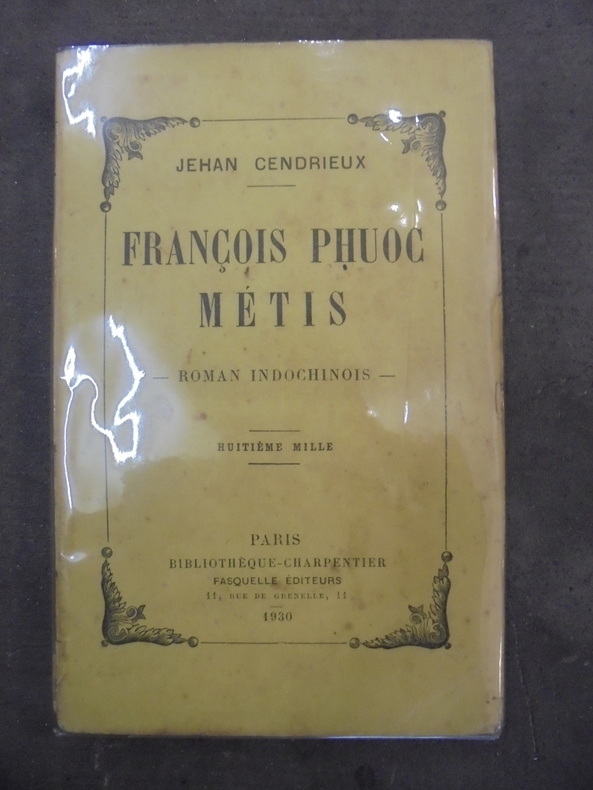 JEHAN CENDRIEUX
FRANÇOIS PHUOC
MÉTIS
— ROMAN INDOCHINOIS —
HUITIÈME MILLE
PARIS
BIBLIOTHÈQUE-CHARPENTIER
FASQUELLE ÉDITEURS
11, RUE DE GRENELLE, 11
1930